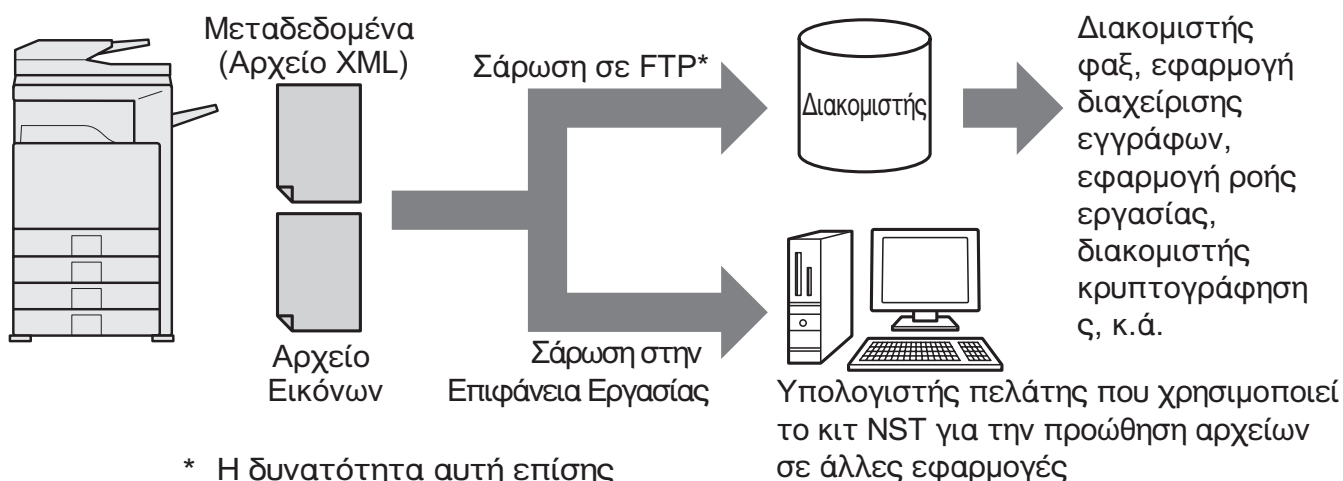 Μεταδεδομένα
(Αρχείο XML)
Σάρωση σε FTP*
Διακομιστής
Διακομιστής
φαξ, εφαρμογή
διαχείρισης
εγγράφων,
εφαρμογή ροής
εργασίας,
διακομιστής
κρυπτογράφηση
ς, κ.ά.
Αρχείο
Εικόνων
Σάρωση στην
Επιφάνεια Εργασίας
Υπολογιστής πελάτης που χρησιμοποιεί
το κιτ NST για την προώθηση αρχείων
σε άλλες εφαρμογές
* Η δυνατότητα αυτή επίσης